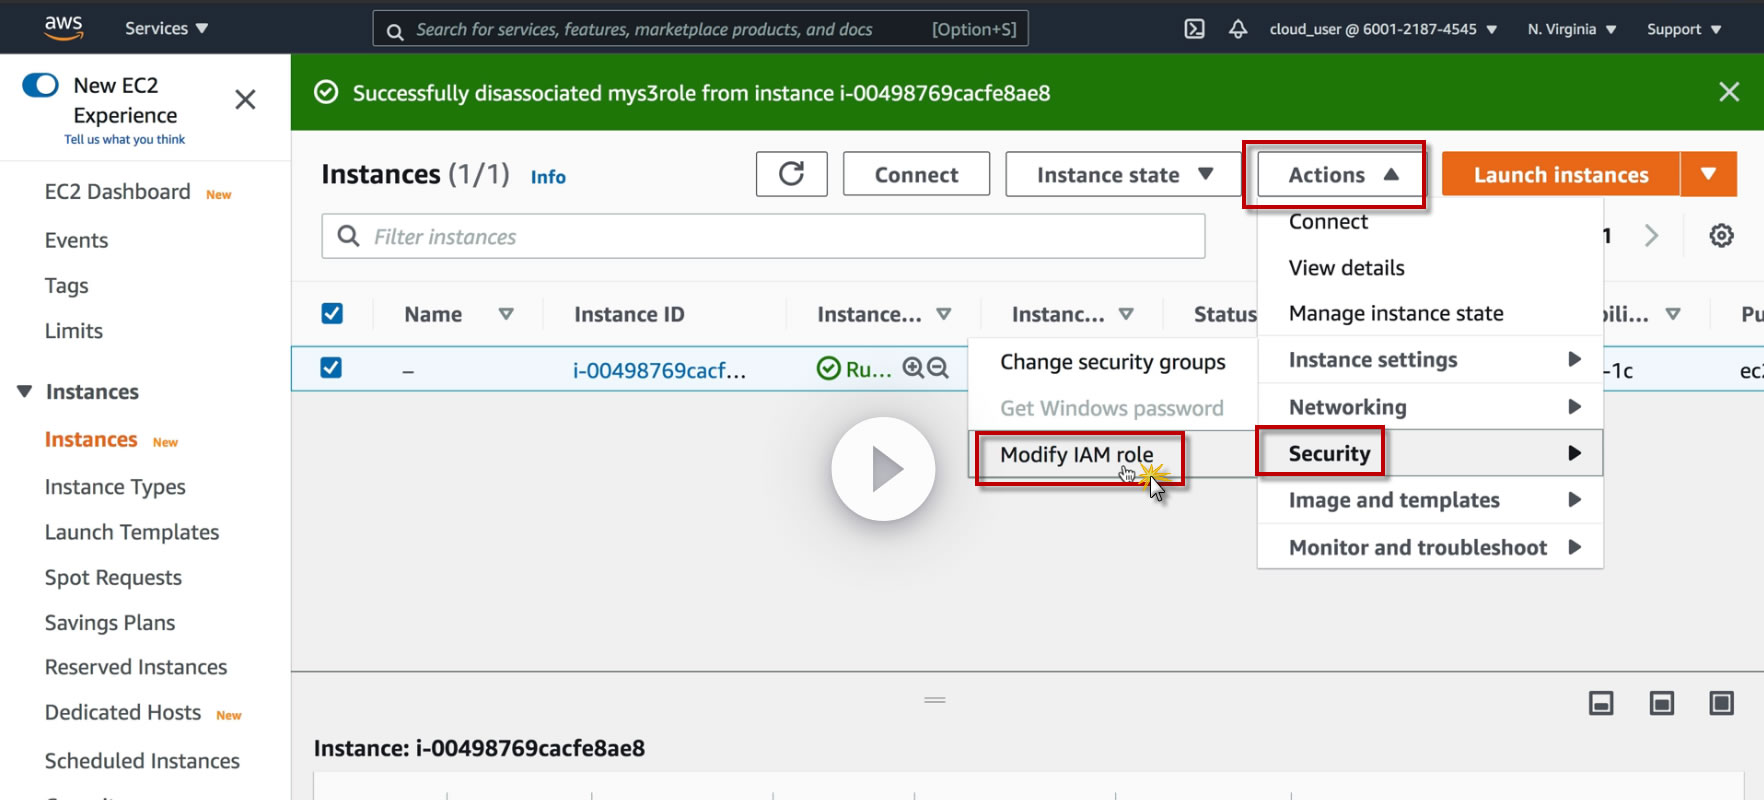 aws
Services
Search for services, features, marketplace products, and docs
[Option+S]
cloud_user @ 6001-2187-4545
N. Virginia
Support
New EC2
Experience
Tell us what you think
Successfully disassociated mys3role from instance i-00498769cacfe8ae8
EC2 Dashboard New
Events
Tags
Limits
Instances
Instances New
Instance Types
Launch Templates
Spot Requests
Savings Plans
Reserved Instances
Dedicated Hosts New
Scheduled Instances
Instances (1/1) Info
Connect
Instance state
Actions
Launch instances
Filter instances
1
Name
Instance ID
Instance...
Instanc...
Status
bili...
Pu
–
i-00498769cacf...
Ru...
-1c
ec2
Connect
View details
Manage instance state
Instance settings
Networking
Security
Image and templates
Monitor and troubleshoot
Change security groups
Get Windows password
Modify IAM role
Instance: i-00498769cacfe8ae8